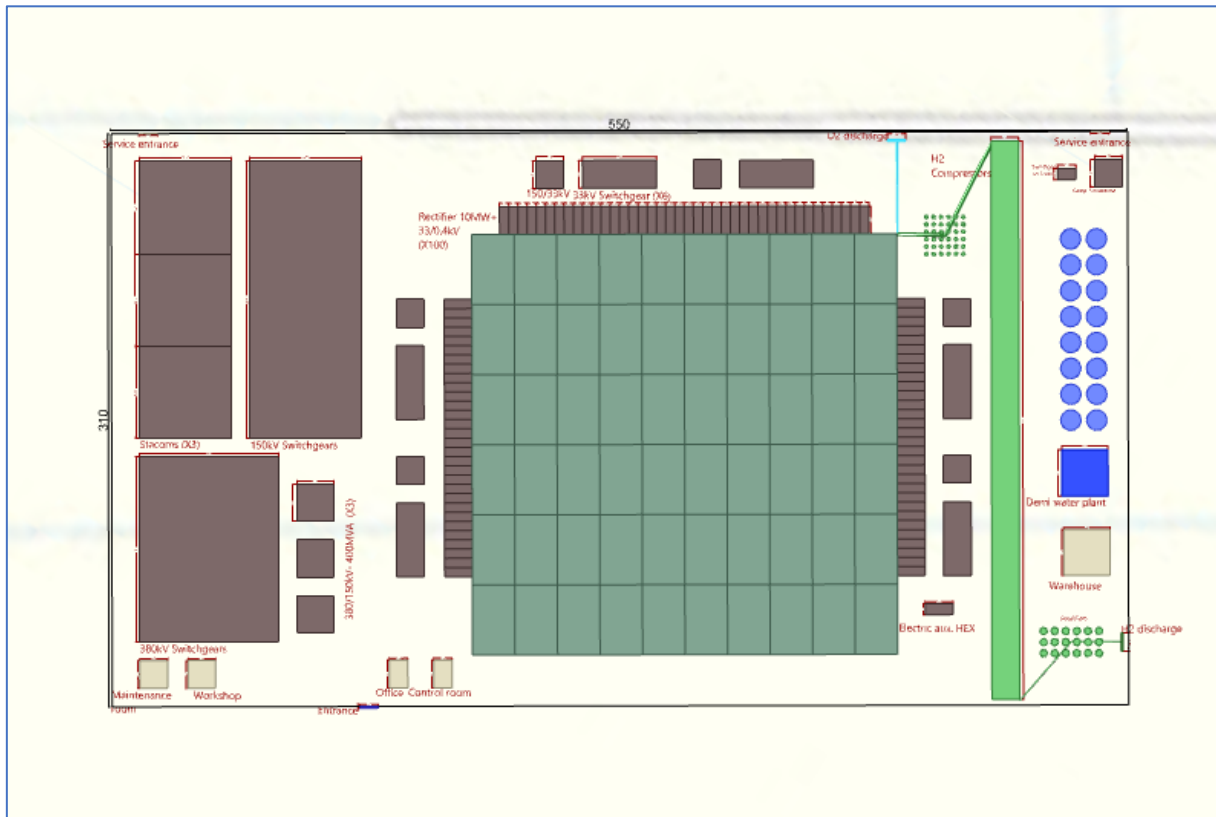 550
Service entrance
O2 discharge
Service entrance
H2
Compressors
150/33kV
33kV Switchgear (X6)
Rectifier 10MW+
33/0,4kV
(X100)
310
Stacoms (X3)
150kV Switchgears
380/150kV- 400MVA (X3)
Demi water plant
Warehouse
Electric aux. HEX
H2 discharge
380kV Switchgears
Maintenance
room
Workshop
Office
Control room
Entrance